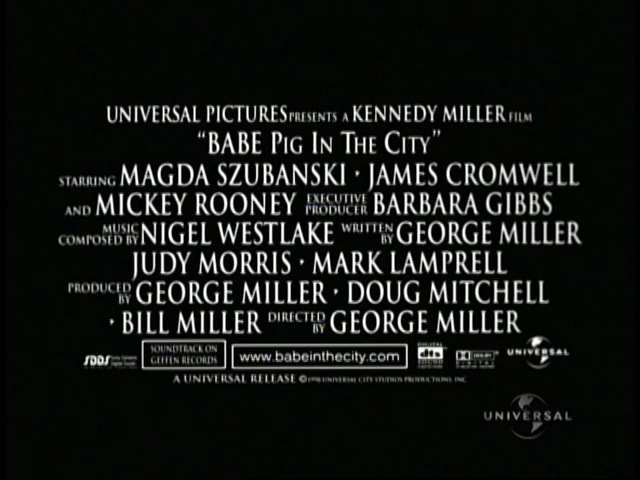 UNIVERSAL PICTURES PRESENTS A KENNEDY MILLER FILM
“BABE PIG IN THE CITY”
STARRING MAGDA SZUBANSKI · JAMES CROMWELL
AND MICKEY ROONEY EXECUTIVE PRODUCER BARBARA GIBBS
MUSIC COMPOSED BY NIGEL WESTLAKE WRITTEN BY GEORGE MILLER
JUDY MORRIS · MARK LAMPRELL
PRODUCED BY GEORGE MILLER · DOUG MITCHELL
· BILL MILLER DIRECTED BY GEORGE MILLER
SDDS SOUNDTRACK ON GEFFEN RECORDS www.babeinthecity.com DIGITAL dts SOUND DOLBY DIGITAL UNIVERSAL
A UNIVERSAL RELEASE ©1998 UNIVERSAL CITY STUDIOS PRODUCTIONS, INC.
UNIVERSAL